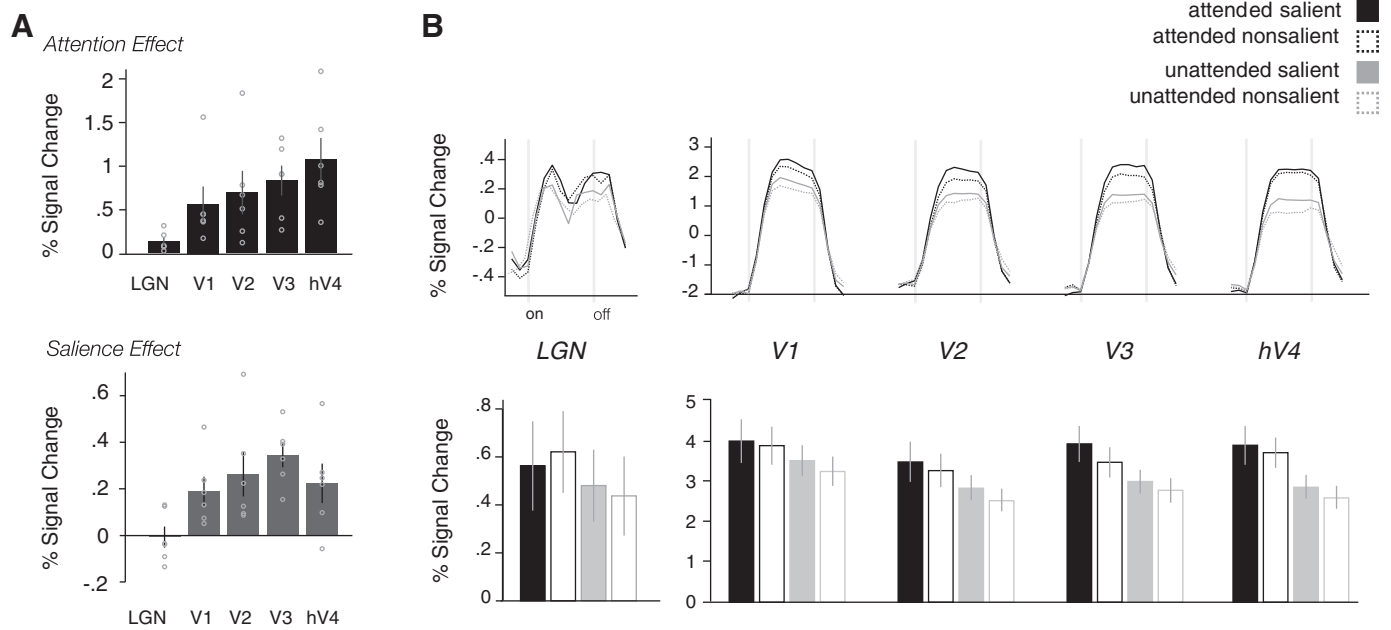 A
Attention Effect
% Signal Change
2
1.5
1
.5
0
LGN V1 V2 V3 hV4
Salience Effect
% Signal Change
.6
.4
.2
0
-.2
LGN V1 V2 V3 hV4
B
attended salient
attended nonsalient
unattended salient
unattended nonsalient
% Signal Change
.4
.2
0
-.2
-.4
on off
3
2
1
0
-1
-2
LGN V1 V2 V3 hV4
% Signal Change
.8
.6
.4
.2
0
5
4
3
2
1
0